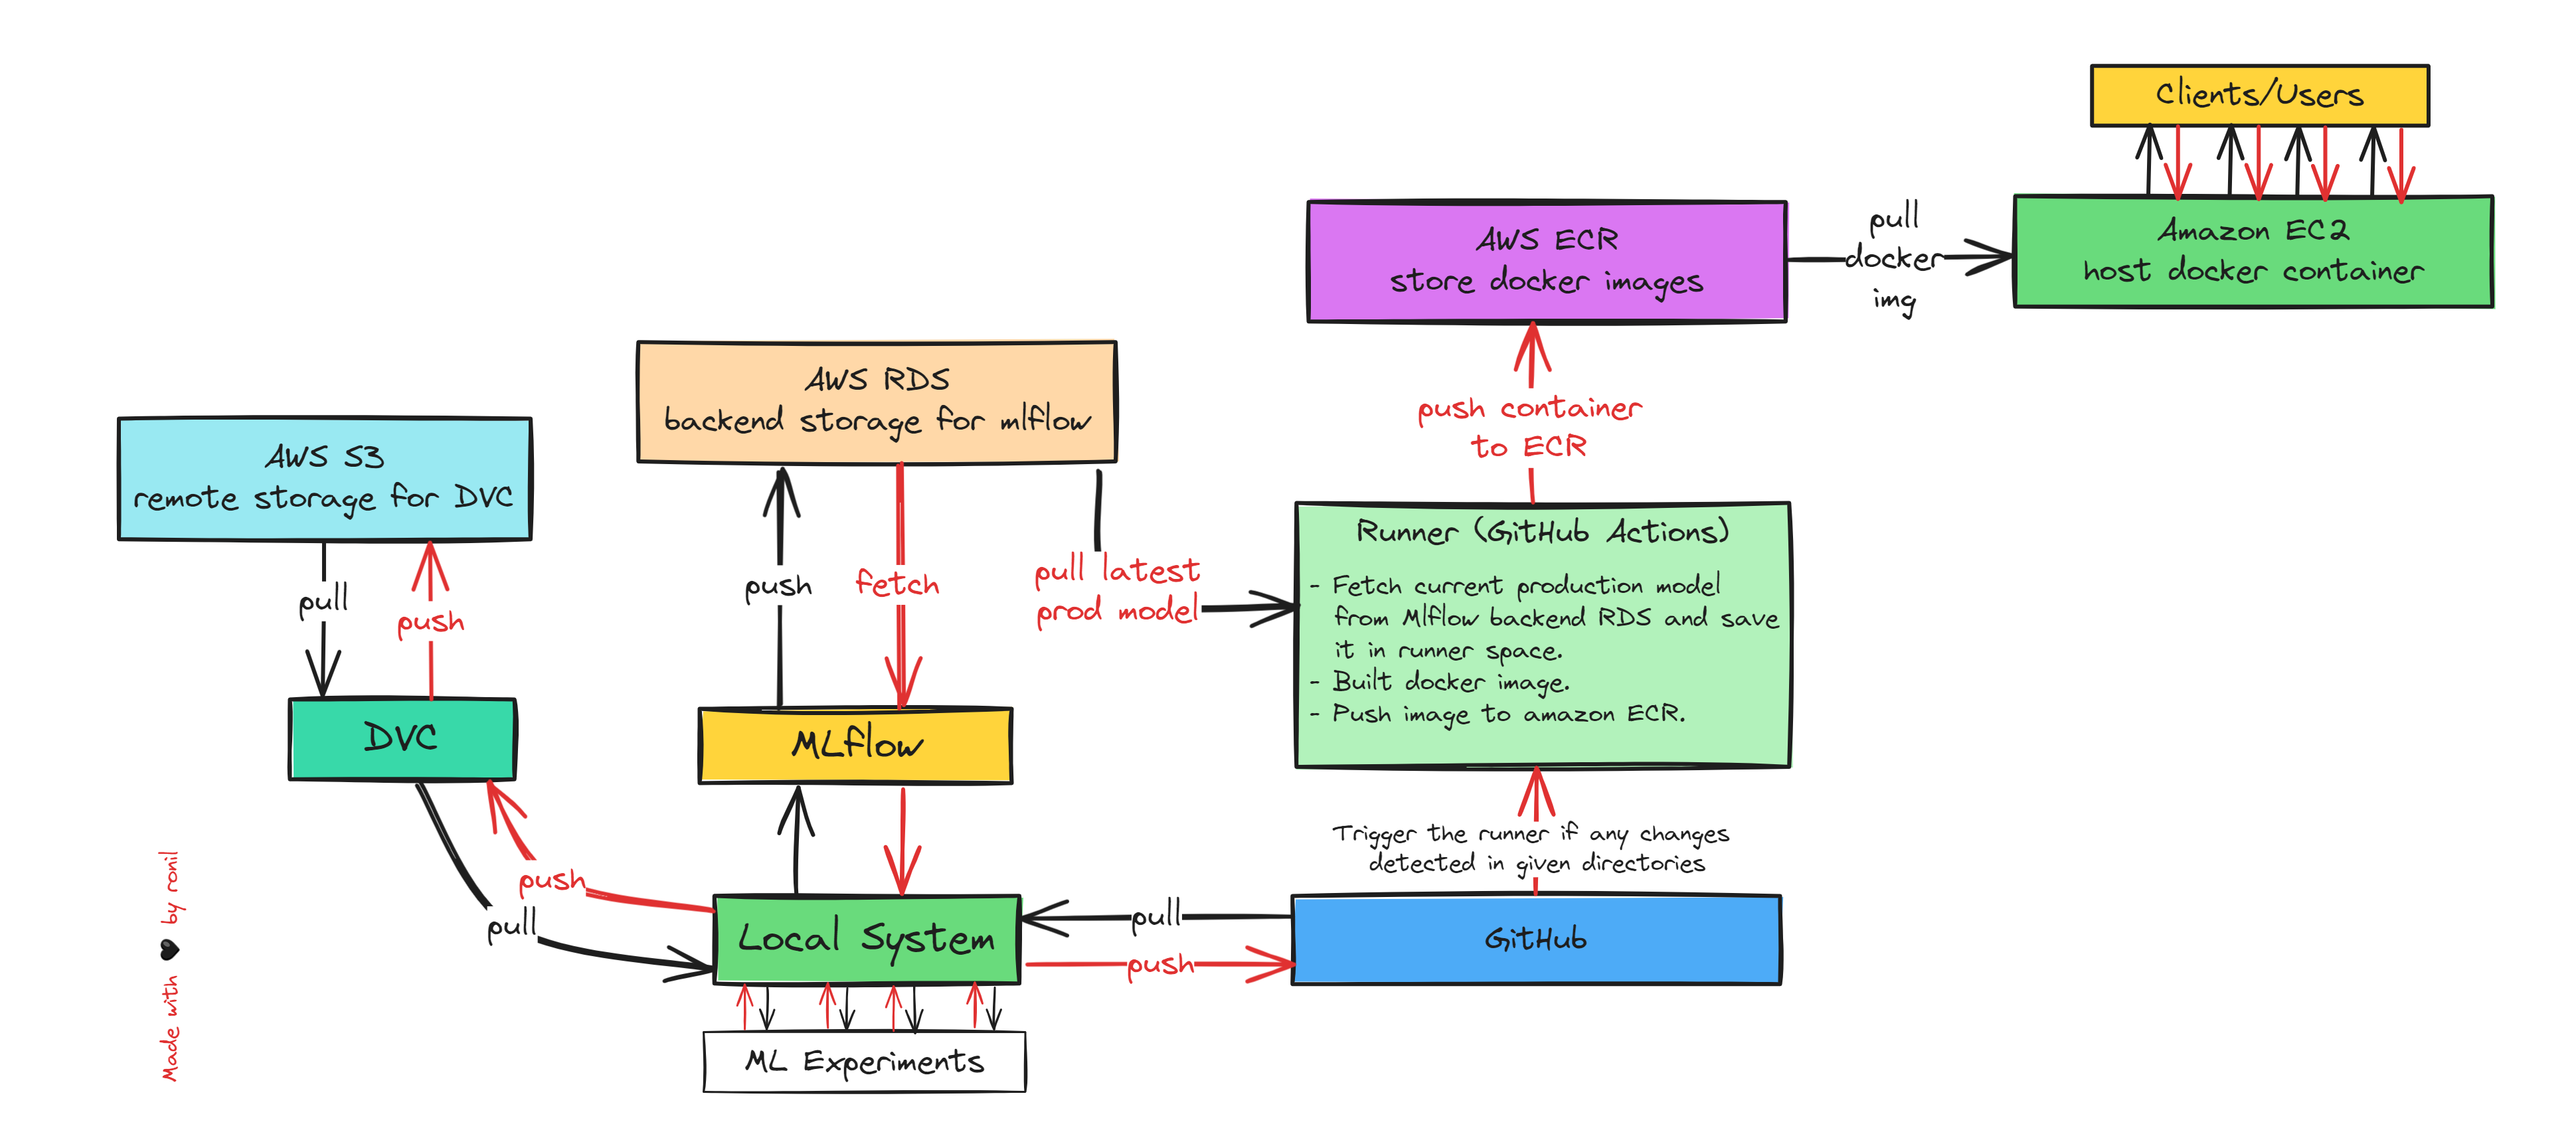 Clients/Users
Amazon EC2
host docker container
pull
docker
img
AWS ECR
store docker images
push container
to ECR
AWS RDS
backend storage for mlflow
AWS S3
remote storage for DVC
pull
push
push
fetch
pull latest
prod model
Runner (GitHub Actions)
- Fetch current production model
from Mlflow backend RDS and save
it in runner space.
- Built docker image.
- Push image to amazon ECR.
DVC
MLflow
Trigger the runner if any changes
detected in given directories
push
pull
Local System
pull
push
GitHub
ML Experiments
Made with 🖤 by ronil